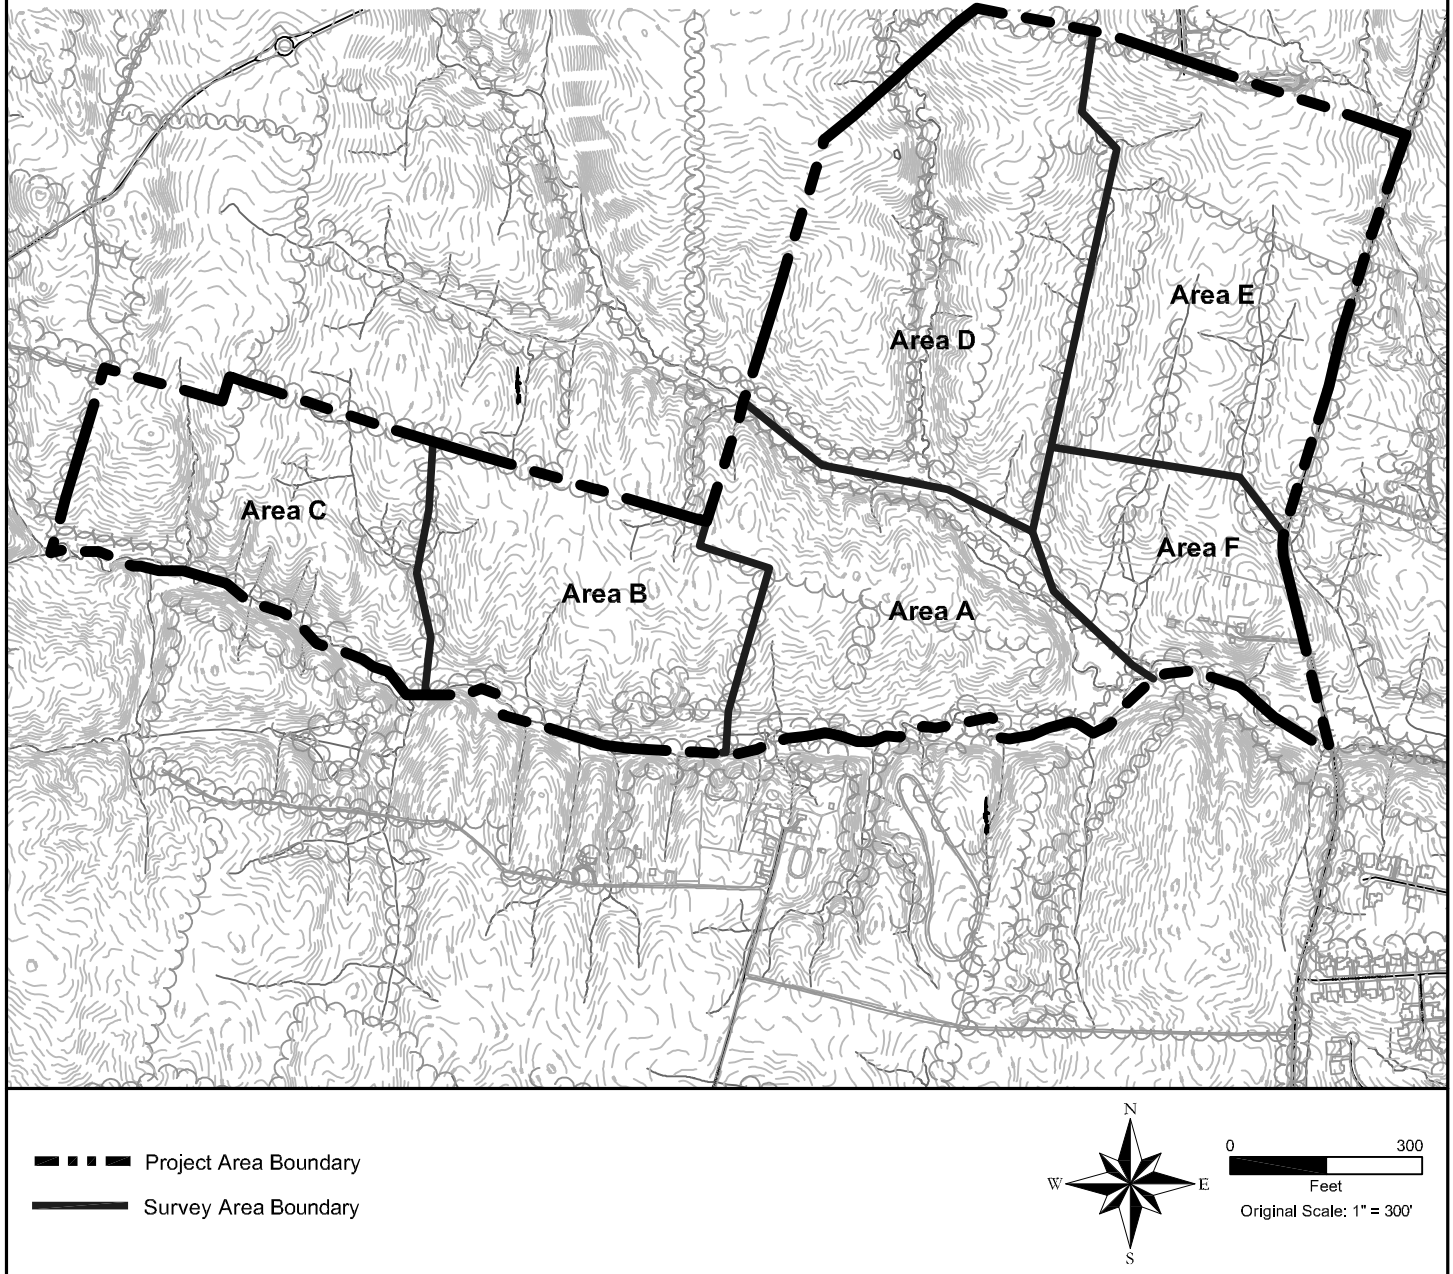 Area E
Area D
Area C
Area F
Area B
Area A
Project Area Boundary
Survey Area Boundary
N
W
E
S
0
300
Feet
Original Scale: 1" = 300'